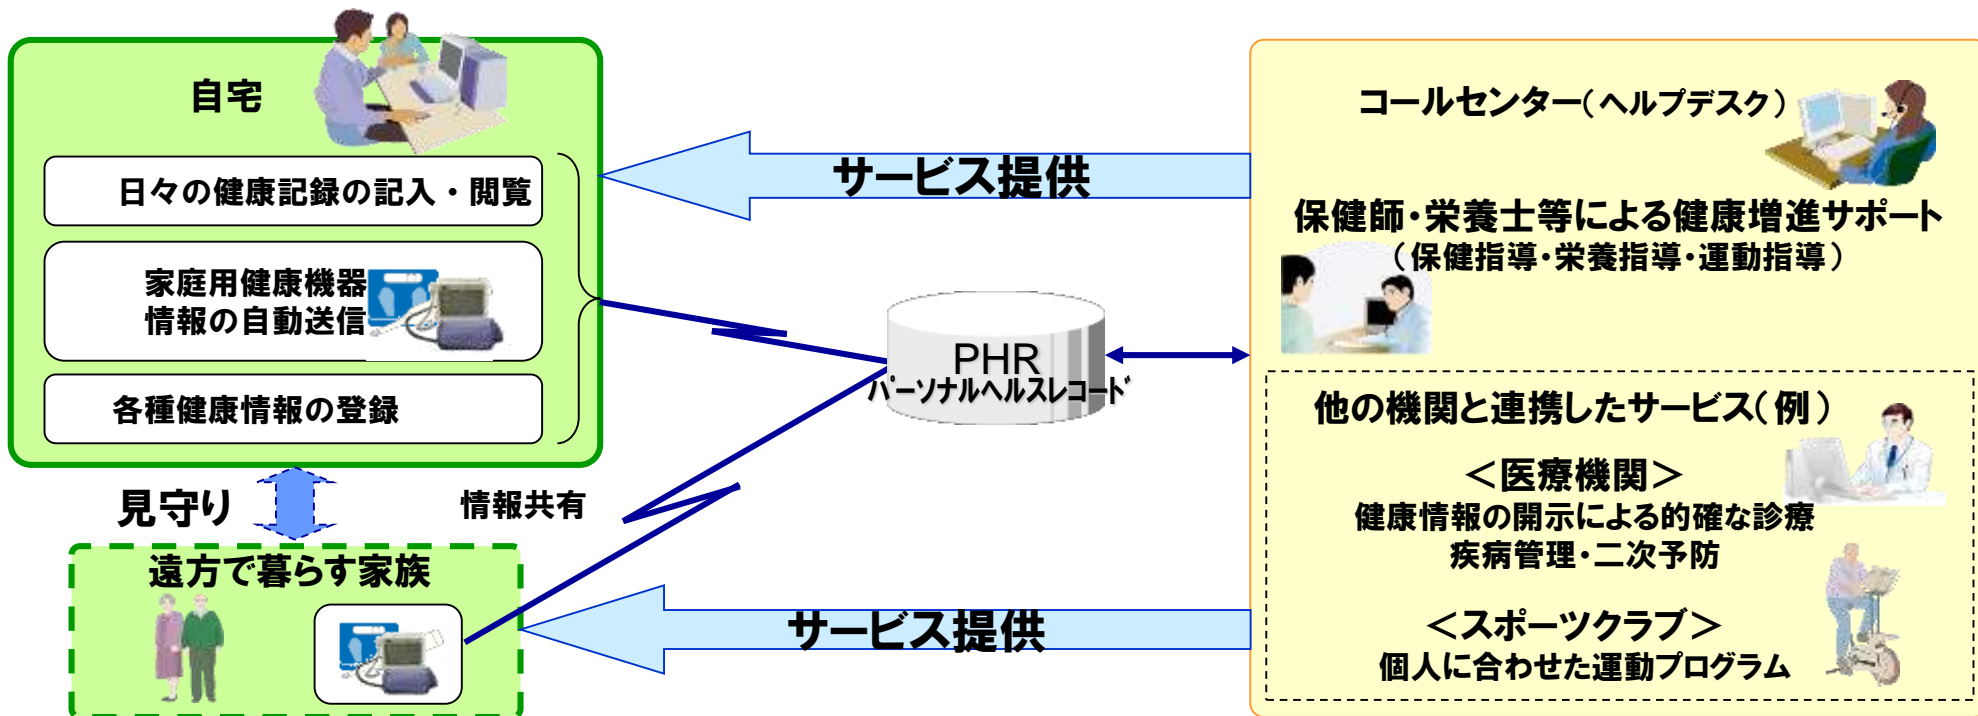 自宅
日々の健康記録の記入・閲覧
家庭用健康機器
情報の自動送信
各種健康情報の登録
見守り
情報共有
遠方で暮らす家族
サービス提供
サービス提供
PHR
パーソナルヘルスレコード
コールセンター(ヘルプデスク)
保健師・栄養士等による健康増進サポート
(保健指導・栄養指導・運動指導)
他の機関と連携したサービス(例)
<医療機関>
健康情報の開示による的確な診療
疾病管理・二次予防
<スポーツクラブ>
個人に合わせた運動プログラム